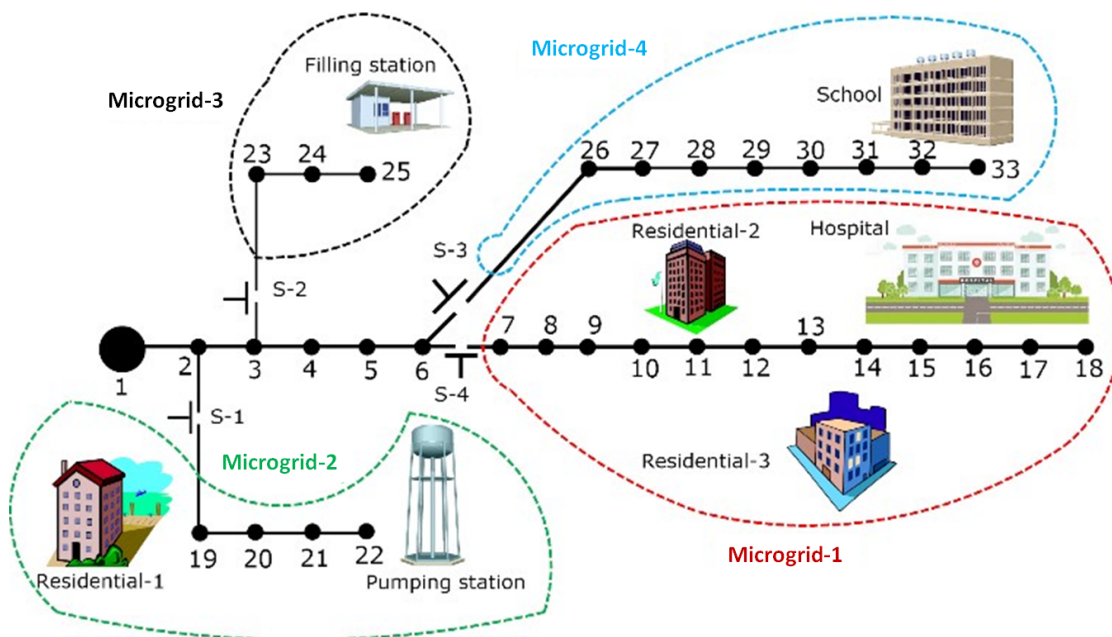 Microgrid-4
Filling station
Microgrid-3
School
23 24 25
26 27 28 29 30 31 32 33
Residential-2
Hospital
S-3
S-2
7 8 9 10 11 12 13 14 15 16 17 18
1 2 3 4 5 6
S-4
S-1
Microgrid-2
Residential-3
19 20 21 22
Residential-1
Pumping station
Microgrid-1